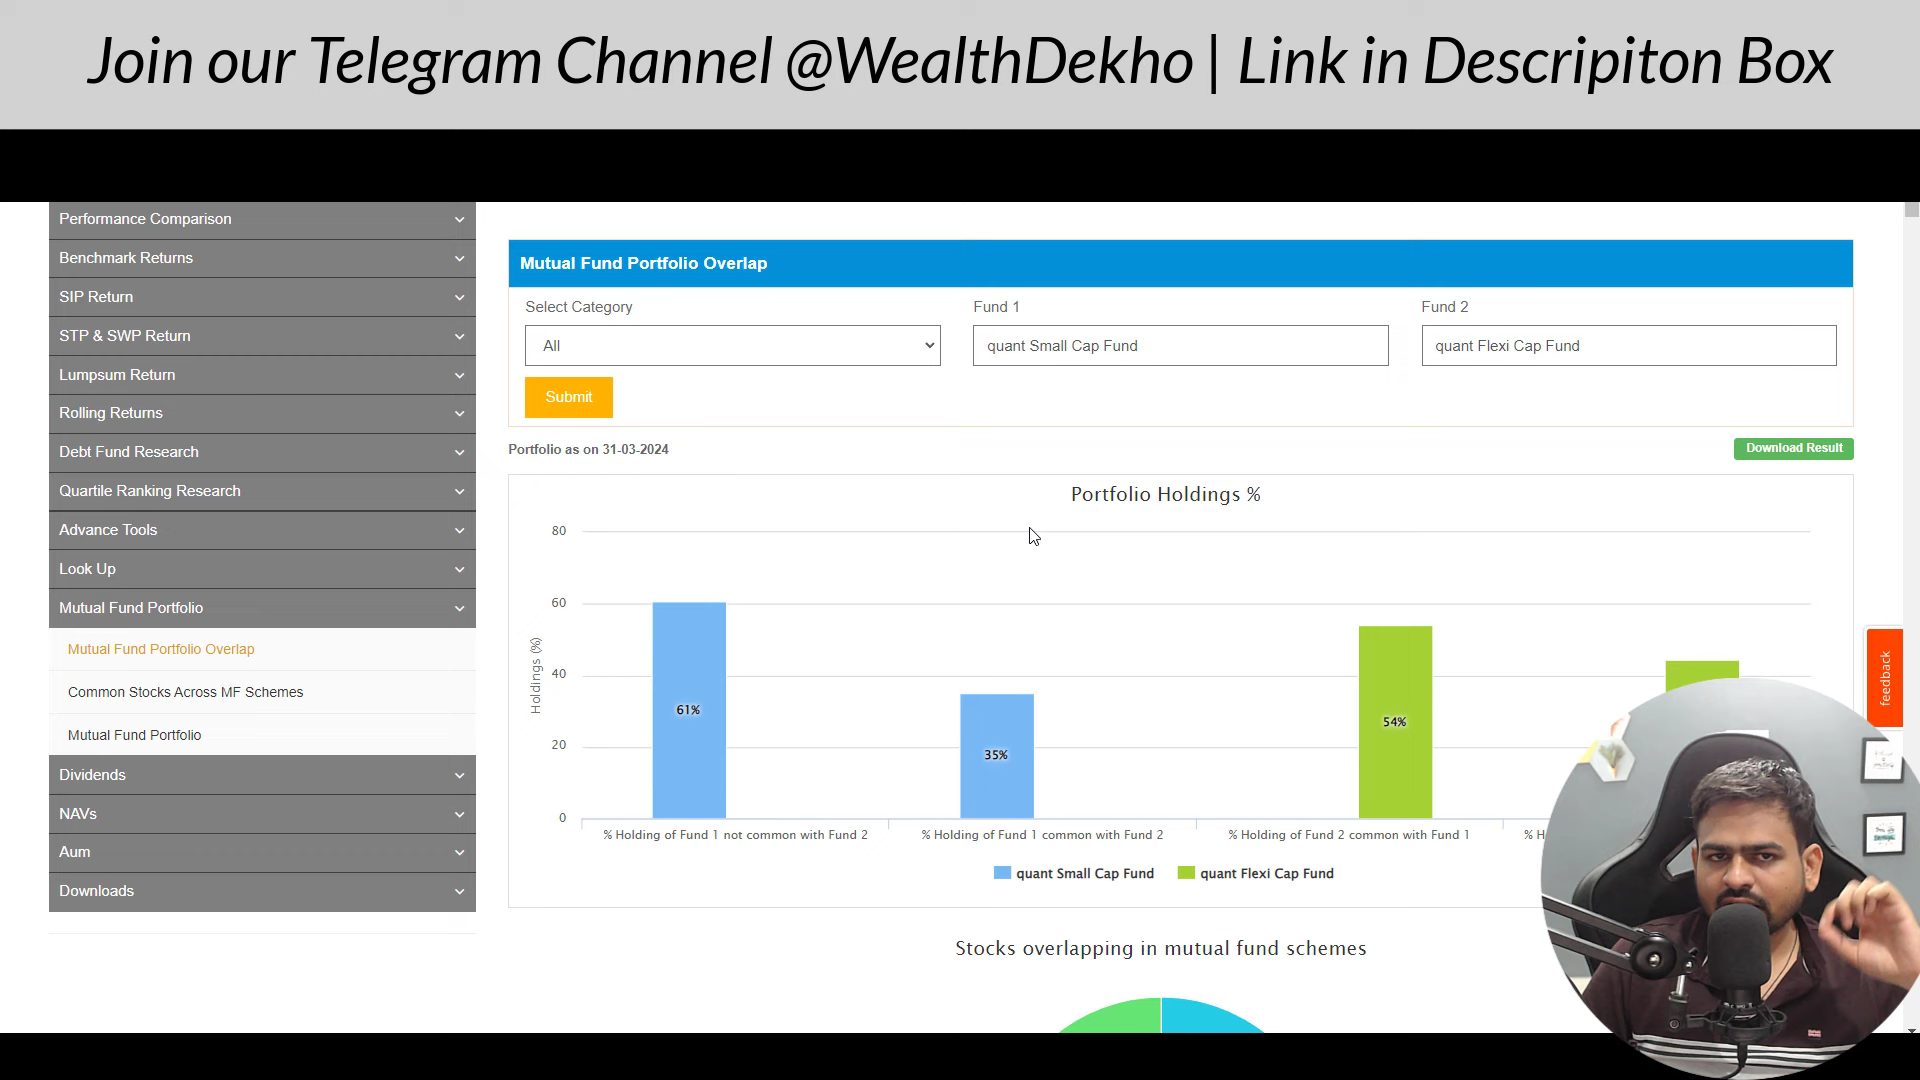 Join our Telegram Channel @WealthDekho | Link in Descripiton Box
Performance Comparison
Benchmark Returns
SIP Return
STP & SWP Return
Lumpsum Return
Rolling Returns
Debt Fund Research
Quartile Ranking Research
Advance Tools
Look Up
Mutual Fund Portfolio
Mutual Fund Portfolio Overlap
Common Stocks Across MF Schemes
Mutual Fund Portfolio
Dividends
NAVs
Aum
Downloads
Mutual Fund Portfolio Overlap
Select Category
Fund 1
Fund 2
All
quant Small Cap Fund
quant Flexi Cap Fund
Submit
Portfolio as on 31-03-2024
Download Result
Portfolio Holdings %
Holdings (%)
80
60
40
20
0
61%
35%
54%
% Holding of Fund 1 not common with Fund 2
% Holding of Fund 1 common with Fund 2
% Holding of Fund 2 common with Fund 1
% H
quant Small Cap Fund
quant Flexi Cap Fund
Stocks overlapping in mutual fund schemes
feedback